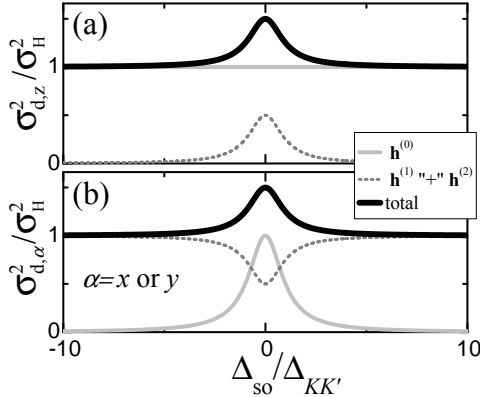 (a)
σ²d,z/σ²H
1
0
h(0)
h(1) "+" h(2)
total
(b)
σ²d,α/σ²H
1
0
α=x or y
-10 0 10
Δso/ΔKK'